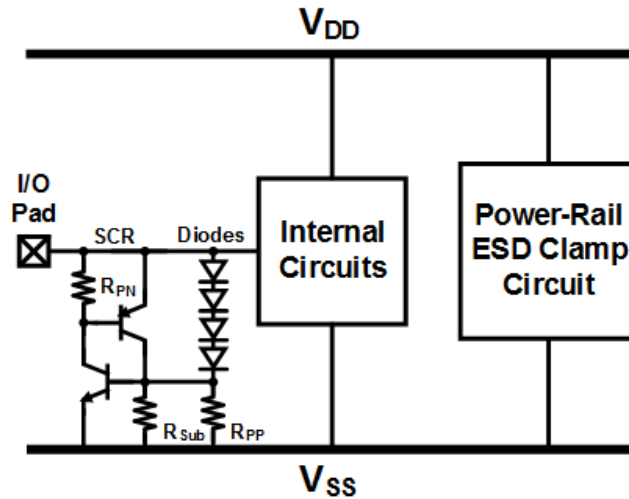 VDD
I/O
Pad
SCR
Diodes
RPN
Internal
Circuits
Power-Rail
ESD Clamp
Circuit
RSub
RPP
VSS